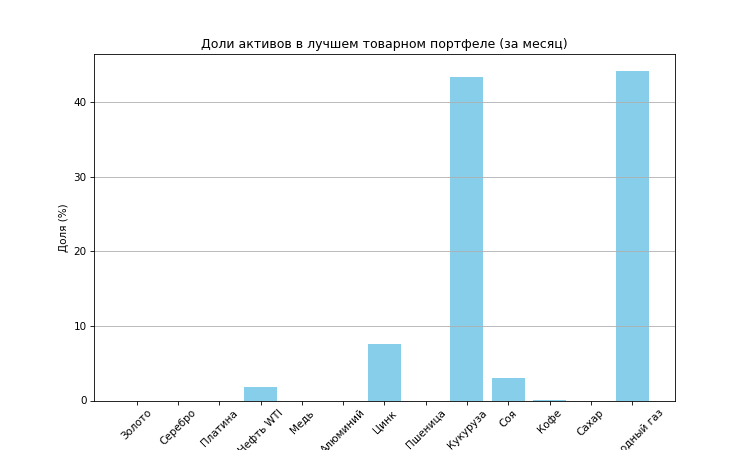 Доли активов в лучшем товарном портфеле (за месяц)
Доля (%)
40
30
20
10
0
Золото
Серебро
Платина
Нефть WTI
Медь
Алюминий
Цинк
Пшеница
Кукуруза
Соя
Кофе
Сахар
газ